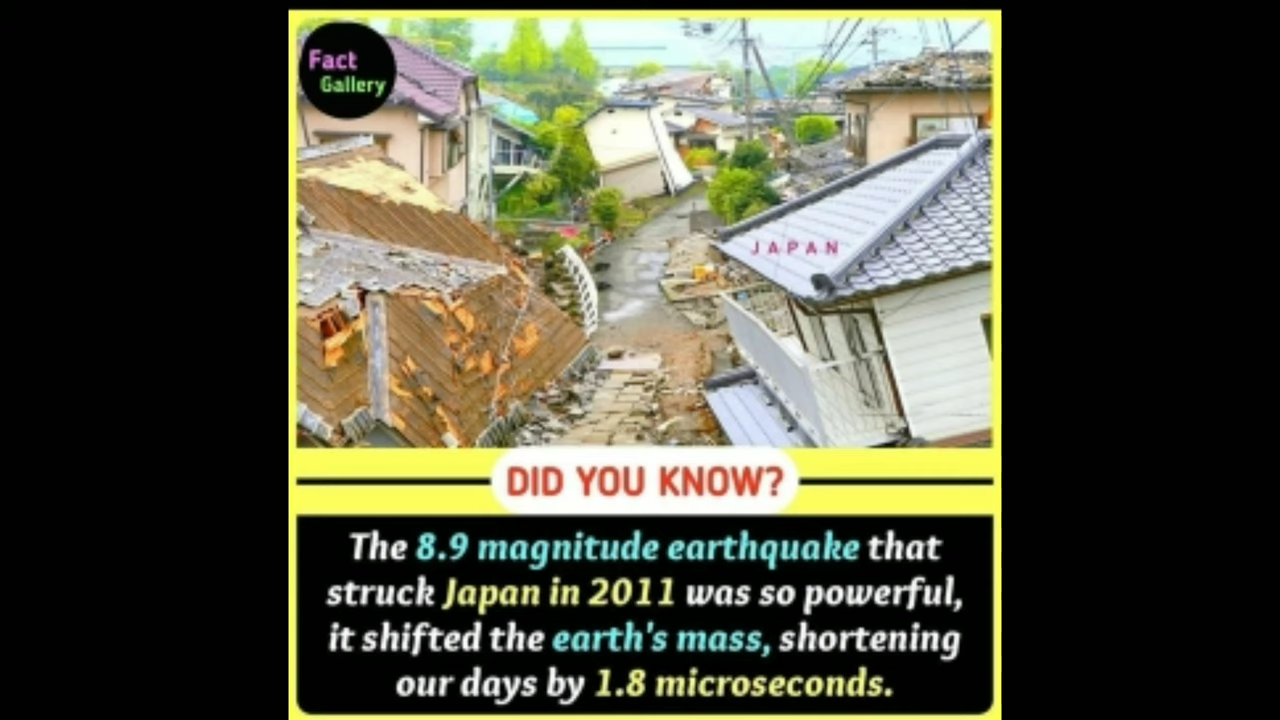 Fact
Gallery
JAPAN
DID YOU KNOW?
The 8.9 magnitude earthquake that
struck Japan in 2011 was so powerful,
it shifted the earth's mass, shortening
our days by 1.8 microseconds.